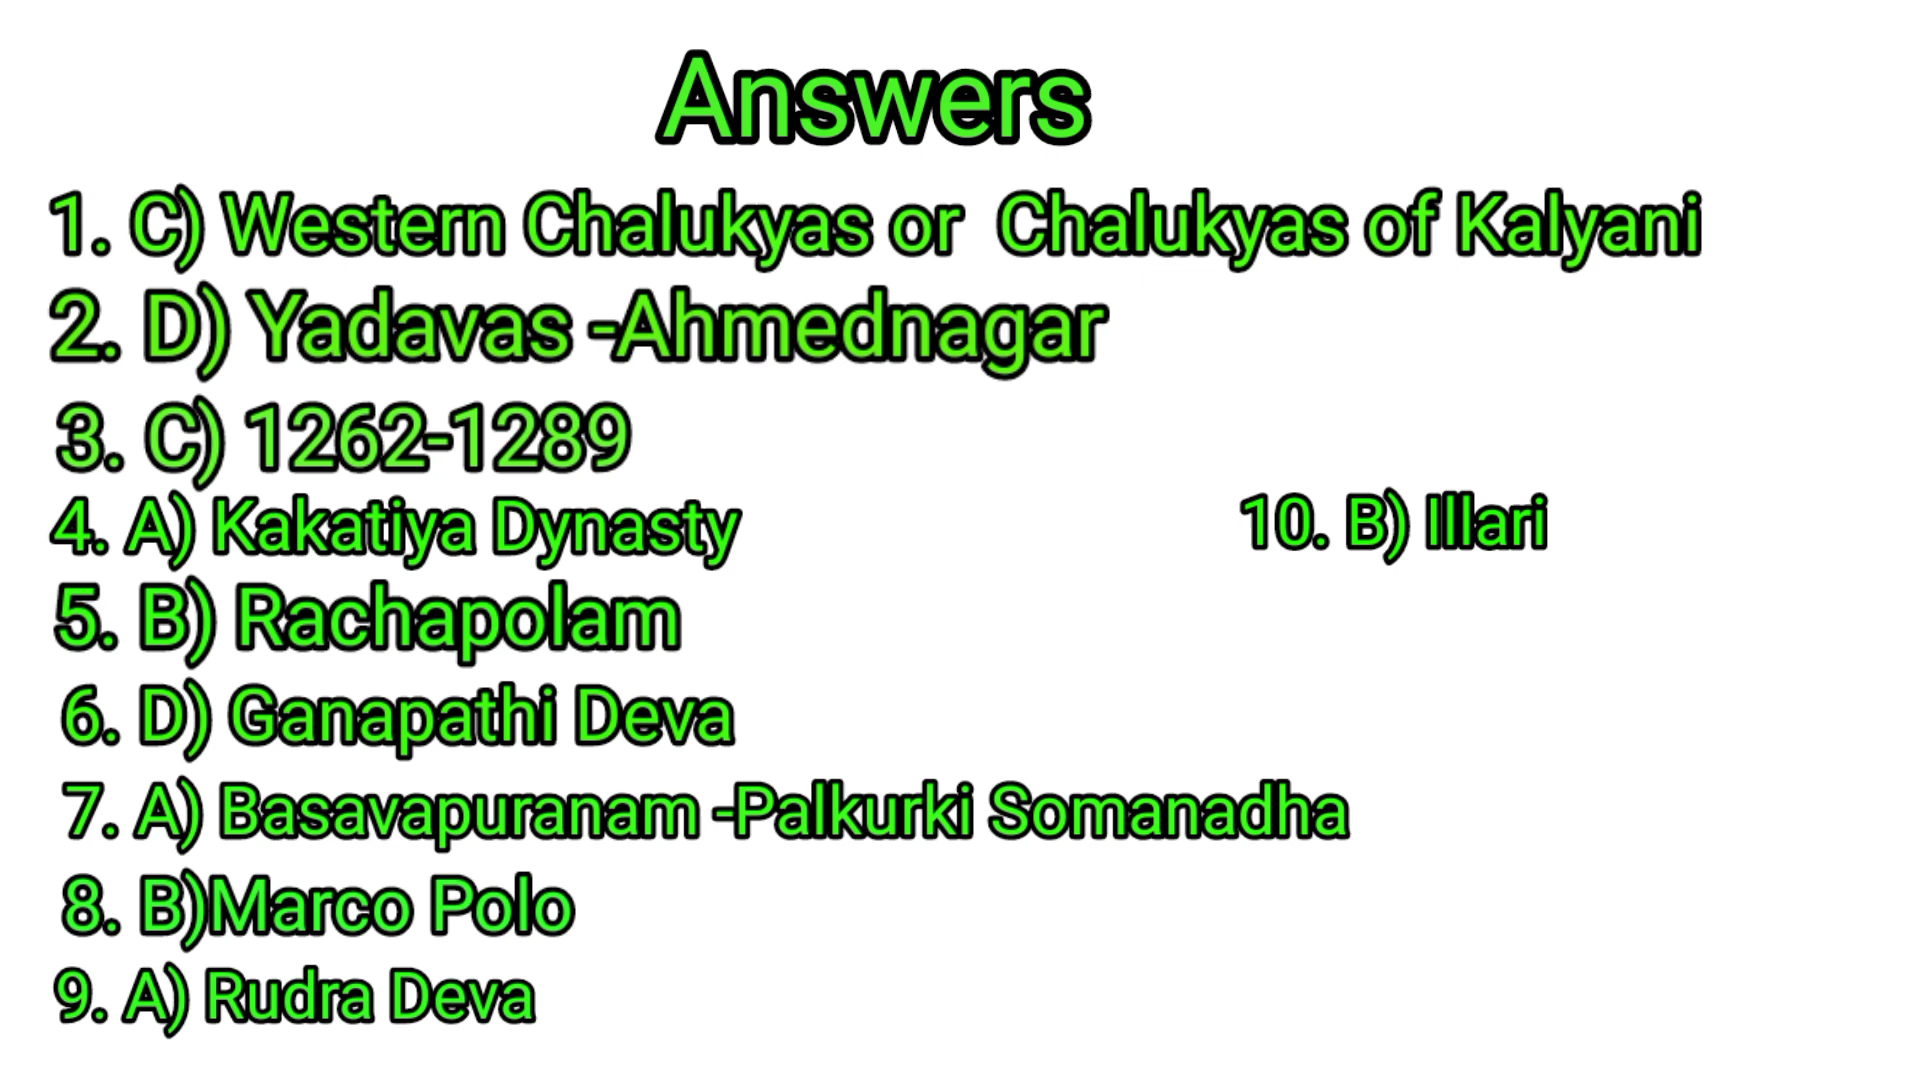 Answers
1. C) Western Chalukyas or Chalukyas of Kalyani
2. D) Yadavas -Ahmednagar
3. C) 1262-1289
4. A) Kakatiya Dynasty
5. B) Rachapolam
6. D) Ganapathi Deva
7. A) Basavapuranam -Palkurki Somanadha
8. B)Marco Polo
9. A) Rudra Deva
10. B) Illari